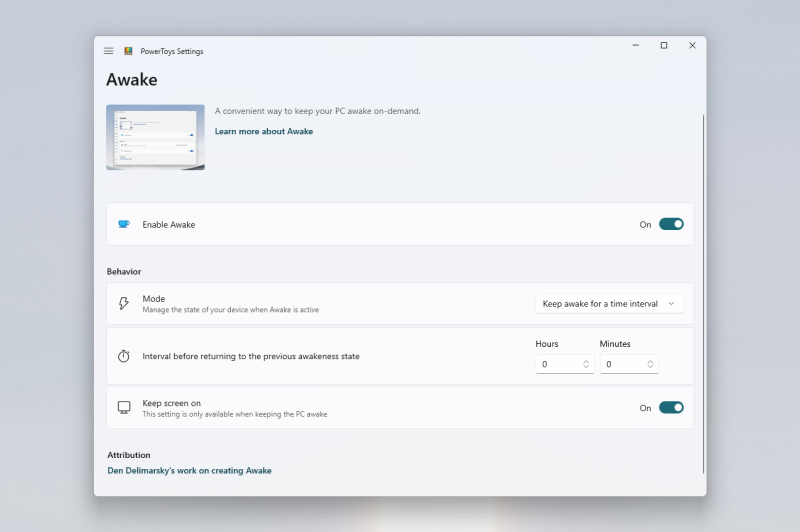 PowerToys Settings
Awake
A convenient way to keep your PC awake on-demand.
Learn more about Awake
Enable Awake
On
Behavior
Mode
Manage the state of your device when Awake is active
Keep awake for a time interval
Interval before returning to the previous awakeness state
Hours
Minutes
0
0
Keep screen on
This setting is only available when keeping the PC awake
On
Attribution
Den Delimarsky's work on creating Awake